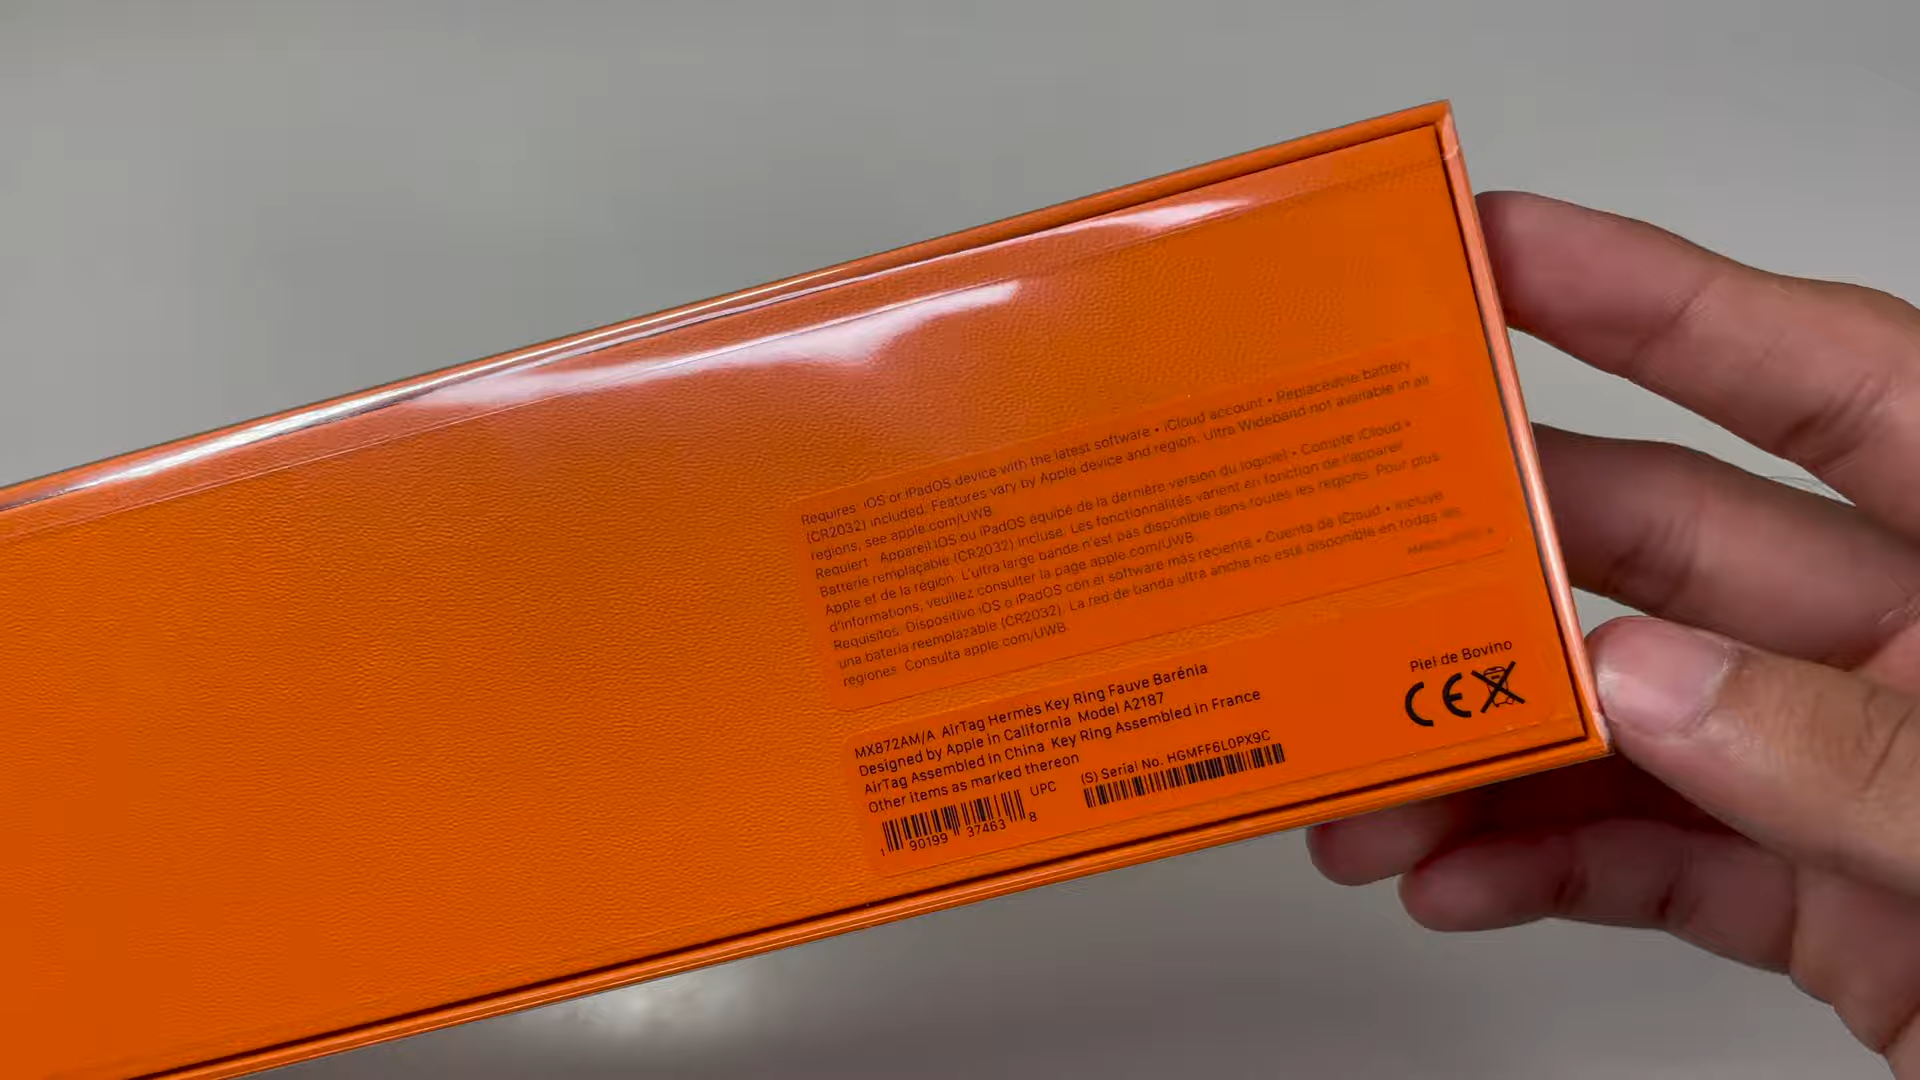 Requires: iOS or iPadOS device with the latest software • iCloud account • Replaceable battery
(CR2032) included. Features vary by Apple device and region. Ultra Wideband not available in all
regions, see apple.com/UWB.
Requiert : Appareil iOS ou iPadOS équipé de la dernière version du logiciel • Compte iCloud •
Batterie remplaçable (CR2032) incluse. Les fonctionnalités varient en fonction de l'appareil
Apple et de la région. L'ultra large bande n'est pas disponible dans toutes les régions. Pour plus
d'informations, veuillez consulter la page apple.com/UWB.
Requisitos: Dispositivo iOS o iPadOS con el software más reciente • Cuenta de iCloud • Incluye
una batería reemplazable (CR2032). La red de banda ultra ancha no está disponible en todas las
regiones. Consulta apple.com/UWB.
MX872AM/A AirTag Hermès Key Ring Fauve Barénia
Designed by Apple in California Model A2187
AirTag Assembled in China Key Ring Assembled in France
Other items as marked thereon
UPC
1 90199 37463 8
(S) Serial No. HGMFF6L0PX9C
Piel de Bovino
CE